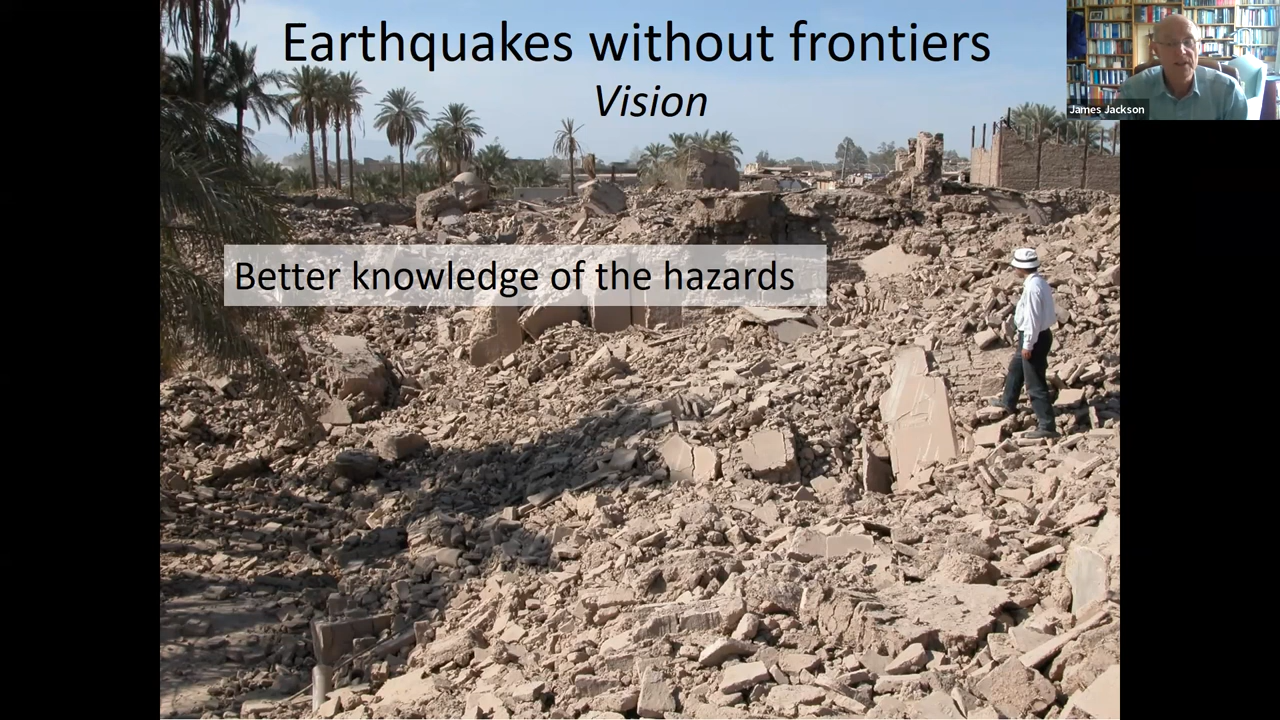 Earthquakes without frontiers
Vision
James Jackson
Better knowledge of the hazards